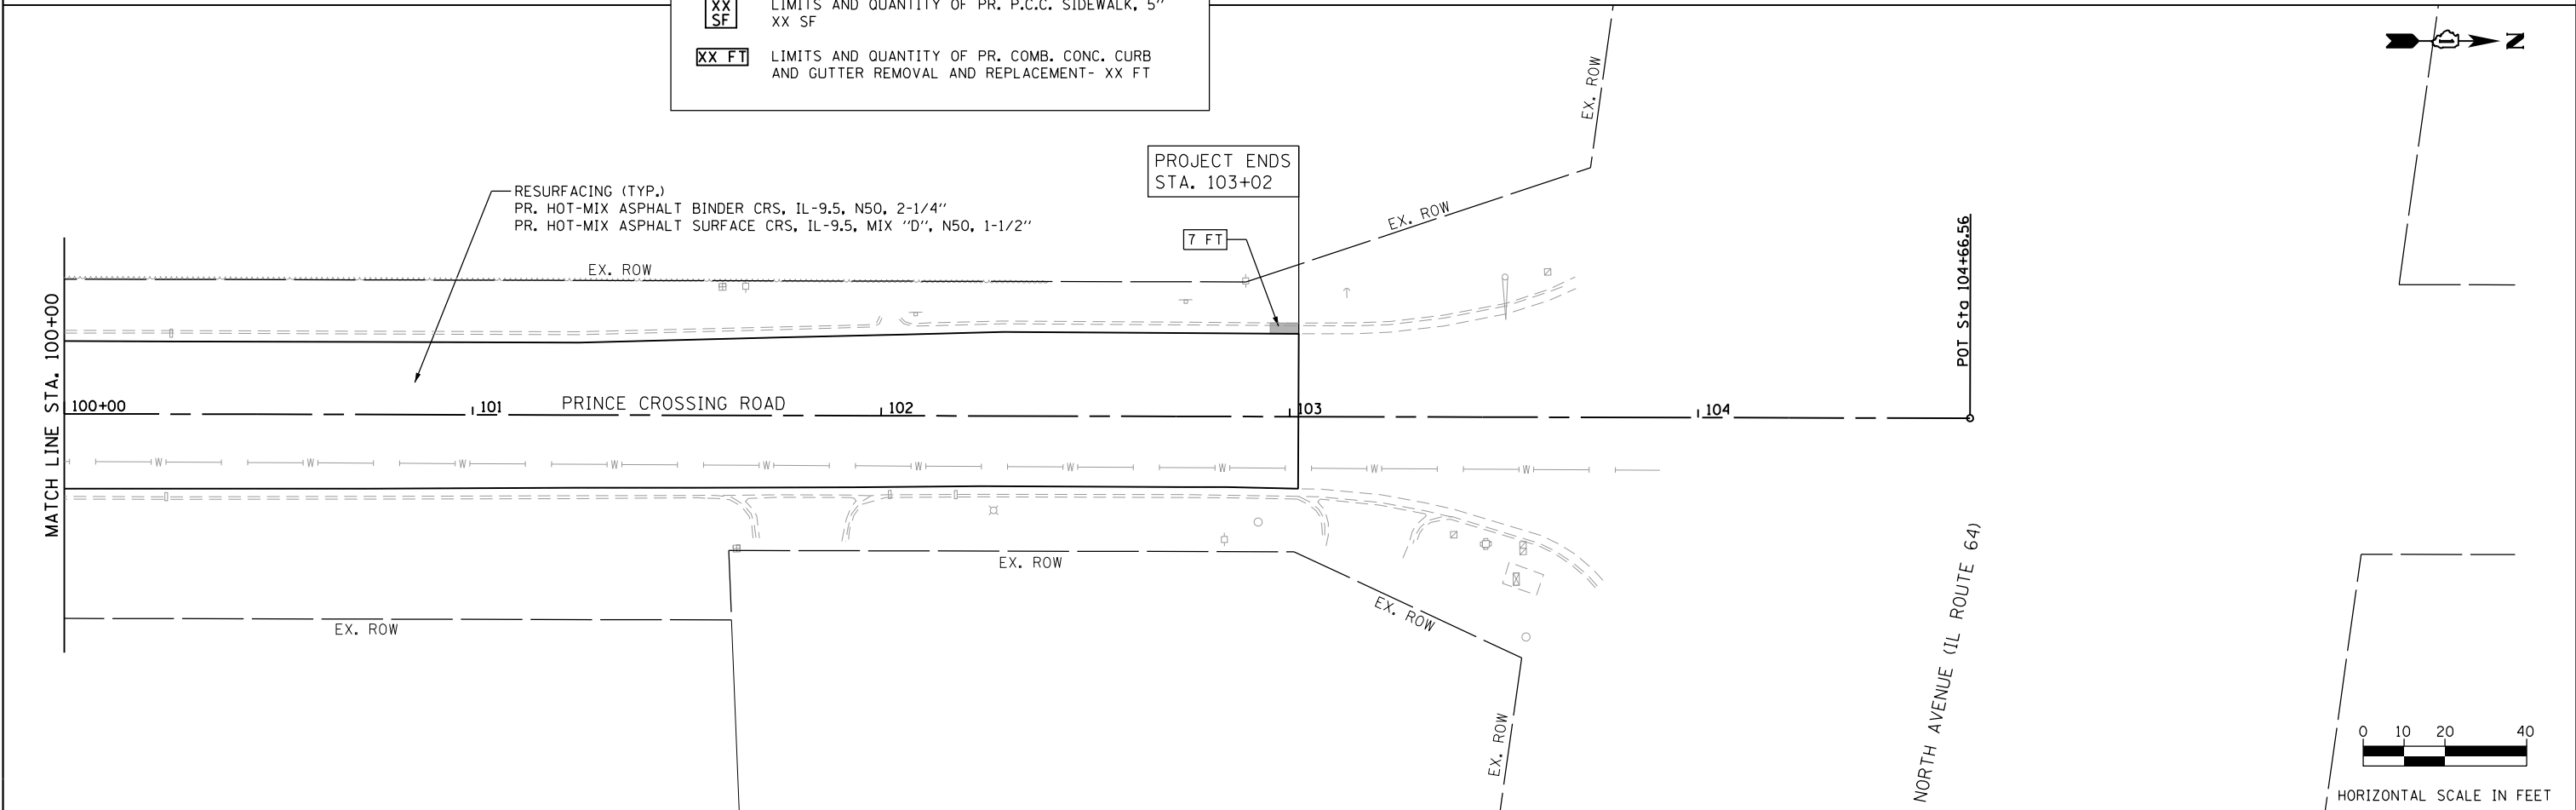 XX
SF
LIMITS AND QUANTITY OF PR. P.C.C. SIDEWALK, 5"
XX SF
XX FT
LIMITS AND QUANTITY OF PR. COMB. CONC. CURB
AND GUTTER REMOVAL AND REPLACEMENT- XX FT
N
EX. ROW
PROJECT ENDS
STA. 103+02
RESURFACING (TYP.)
PR. HOT-MIX ASPHALT BINDER CRS, IL-9.5, N50, 2-1/4"
PR. HOT-MIX ASPHALT SURFACE CRS, IL-9.5, MIX "D", N50, 1-1/2"
EX. ROW
7 FT
EX. ROW
POT Sta 104+66.56
MATCH LINE STA. 100+00
100+00
101
PRINCE CROSSING ROAD
102
103
104
W W W W W W W W W W
EX. ROW
EX. ROW
EX. ROW
EX. ROW
NORTH AVENUE (IL ROUTE 64)
0 10 20 40
HORIZONTAL SCALE IN FEET